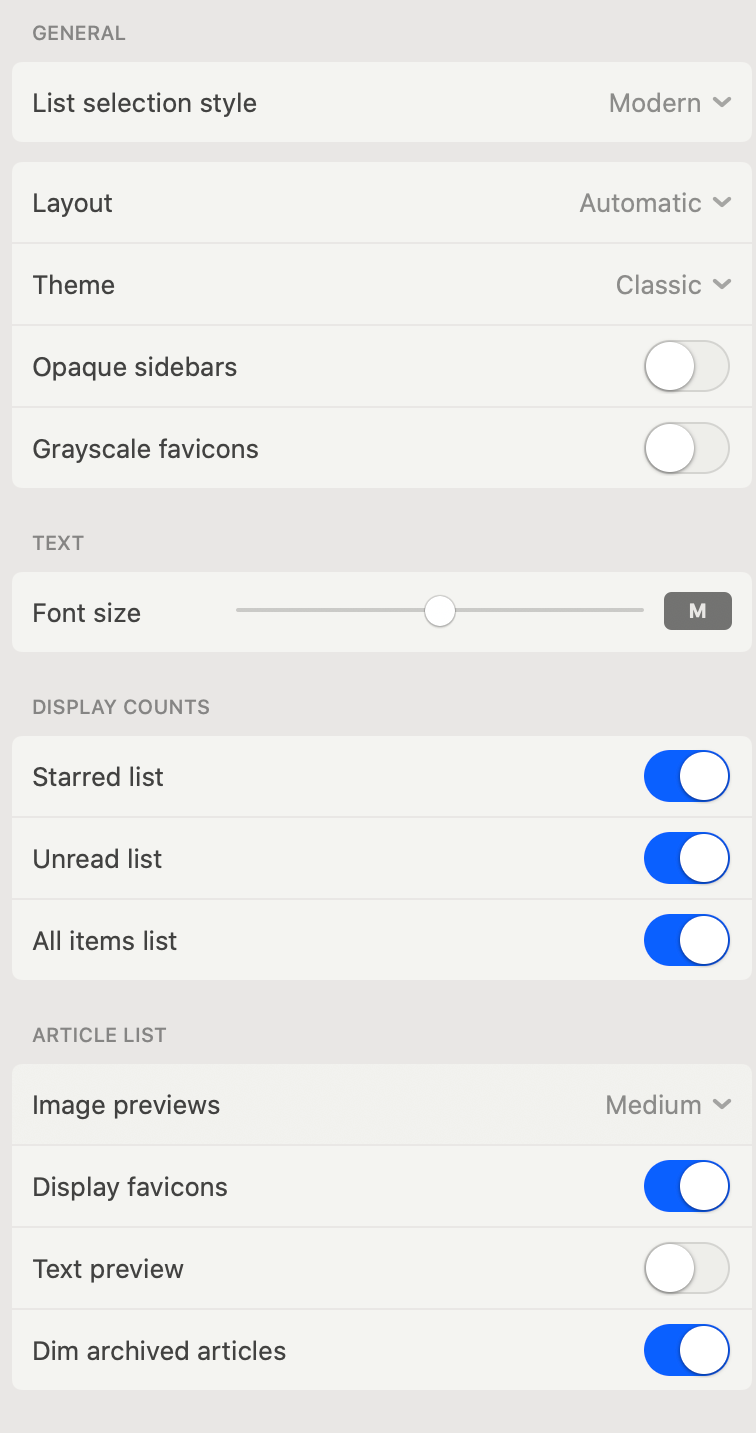 GENERAL
List selection style Modern
Layout Automatic
Theme Classic
Opaque sidebars
Grayscale favicons
TEXT
Font size M
DISPLAY COUNTS
Starred list
Unread list
All items list
ARTICLE LIST
Image previews Medium
Display favicons
Text preview
Dim archived articles